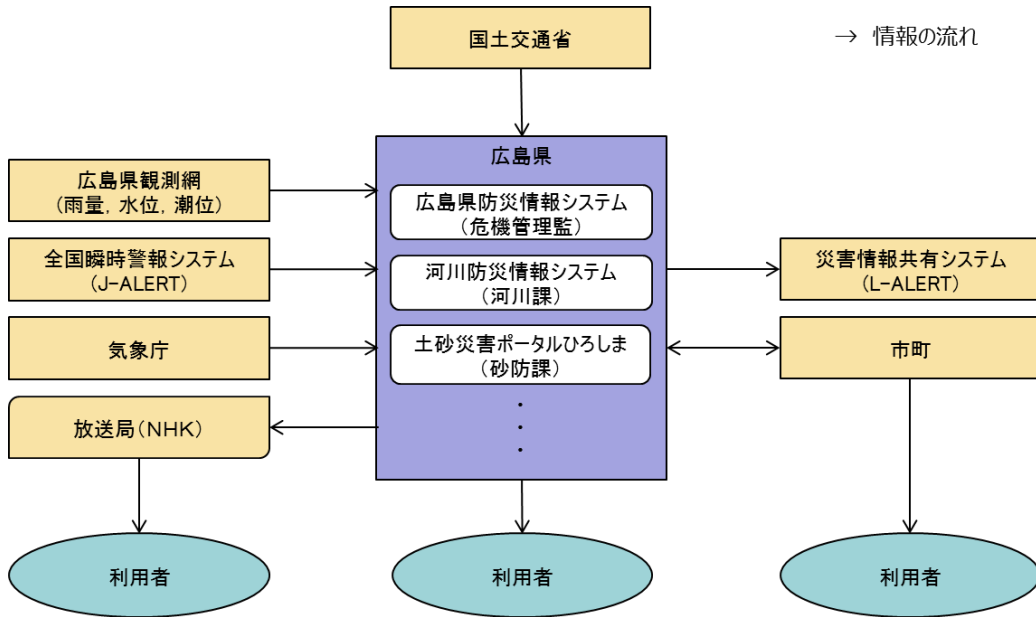 国土交通省
→ 情報の流れ
広島県
広島県観測網
(雨量, 水位, 潮位)
広島県防災情報システム
(危機管理監)
全国瞬時警報システム
(J-ALERT)
河川防災情報システム
(河川課)
災害情報共有システム
(L-ALERT)
気象庁
土砂災害ポータルひろしま
(砂防課)
市町
放送局(NHK)
・
・
・
利用者
利用者
利用者